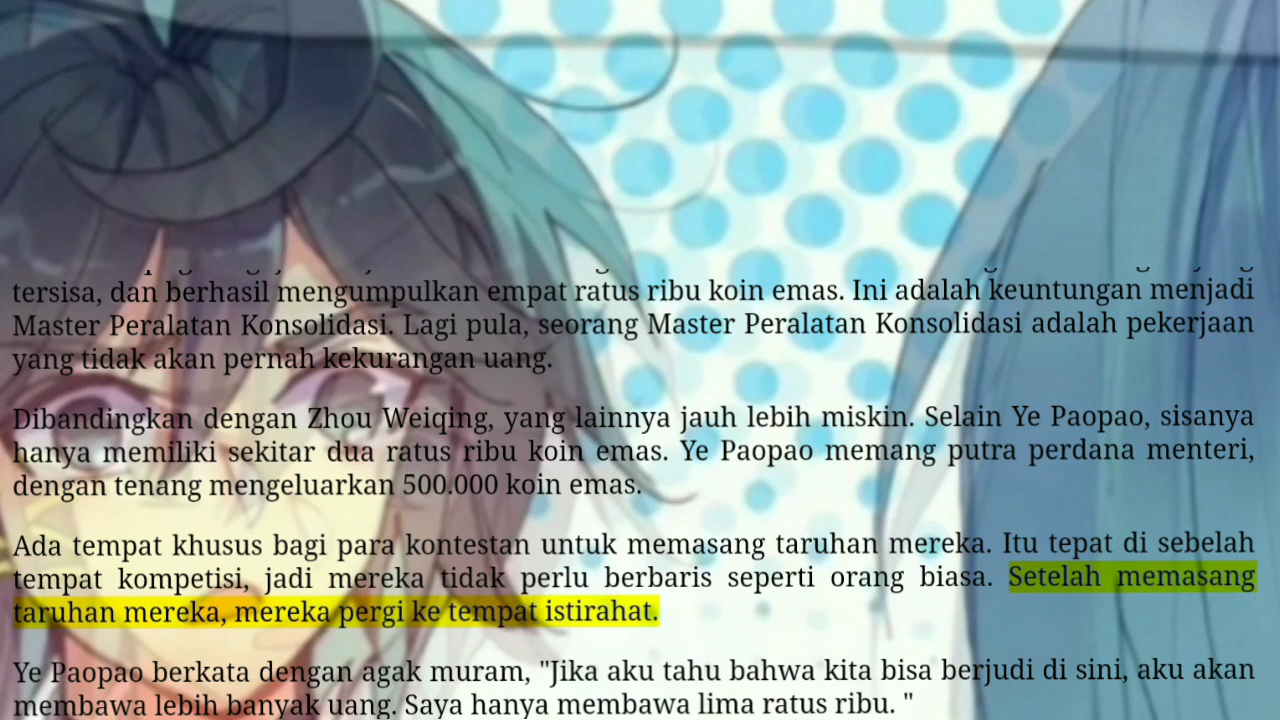 tersisa, dan berhasil mengumpulkan empat ratus ribu koin emas. Ini adalah keuntungan menjadi
Master Peralatan Konsolidasi. Lagi pula, seorang Master Peralatan Konsolidasi adalah pekerjaan
yang tidak akan pernah kekurangan uang.
Dibandingkan dengan Zhou Weiqing, yang lainnya jauh lebih miskin. Selain Ye Paopao, sisanya
hanya memiliki sekitar dua ratus ribu koin emas. Ye Paopao memang putra perdana menteri,
dengan tenang mengeluarkan 500.000 koin emas.
Ada tempat khusus bagi para kontestan untuk memasang taruhan mereka. Itu tepat di sebelah
tempat kompetisi, jadi mereka tidak perlu berbaris seperti orang biasa. Setelah memasang
taruhan mereka, mereka pergi ke tempat istirahat.
Ye Paopao berkata dengan agak muram, "Jika aku tahu bahwa kita bisa berjudi di sini, aku akan
membawa lebih banyak uang. Saya hanya membawa lima ratus ribu. "